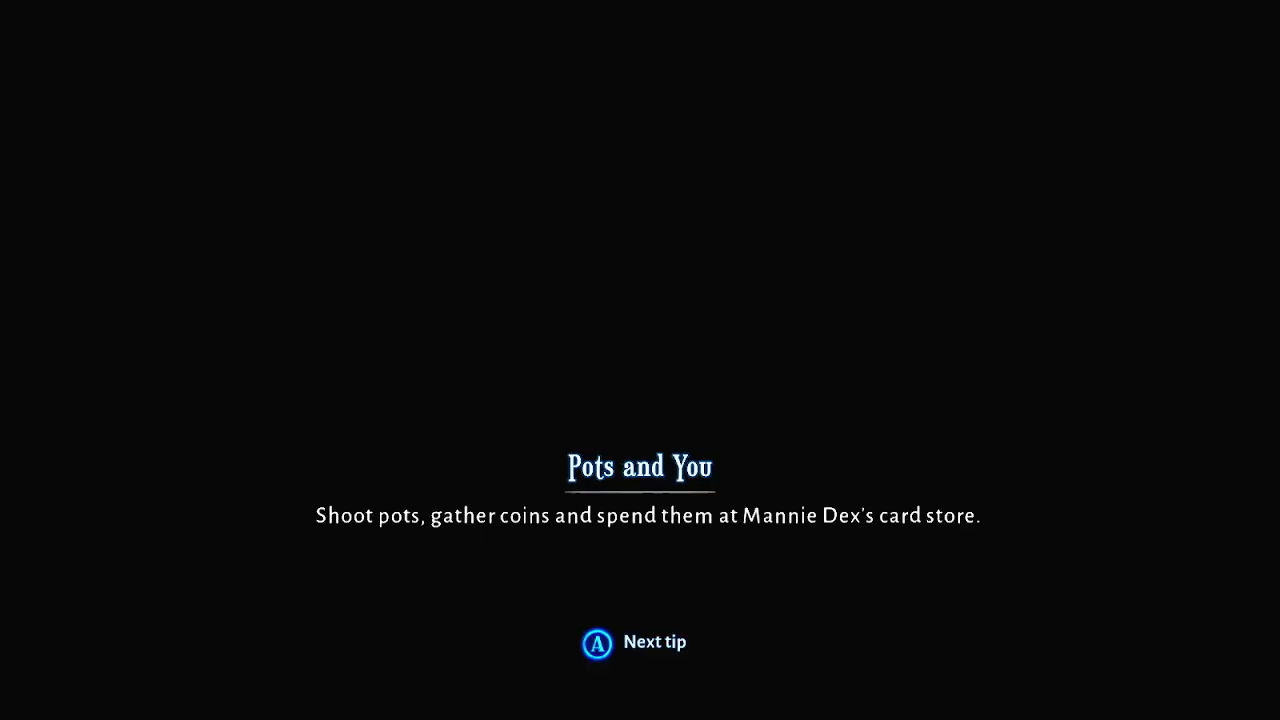 Pots and You
Shoot pots, gather coins and spend them at Mannie Dex's card store.
A Next tip